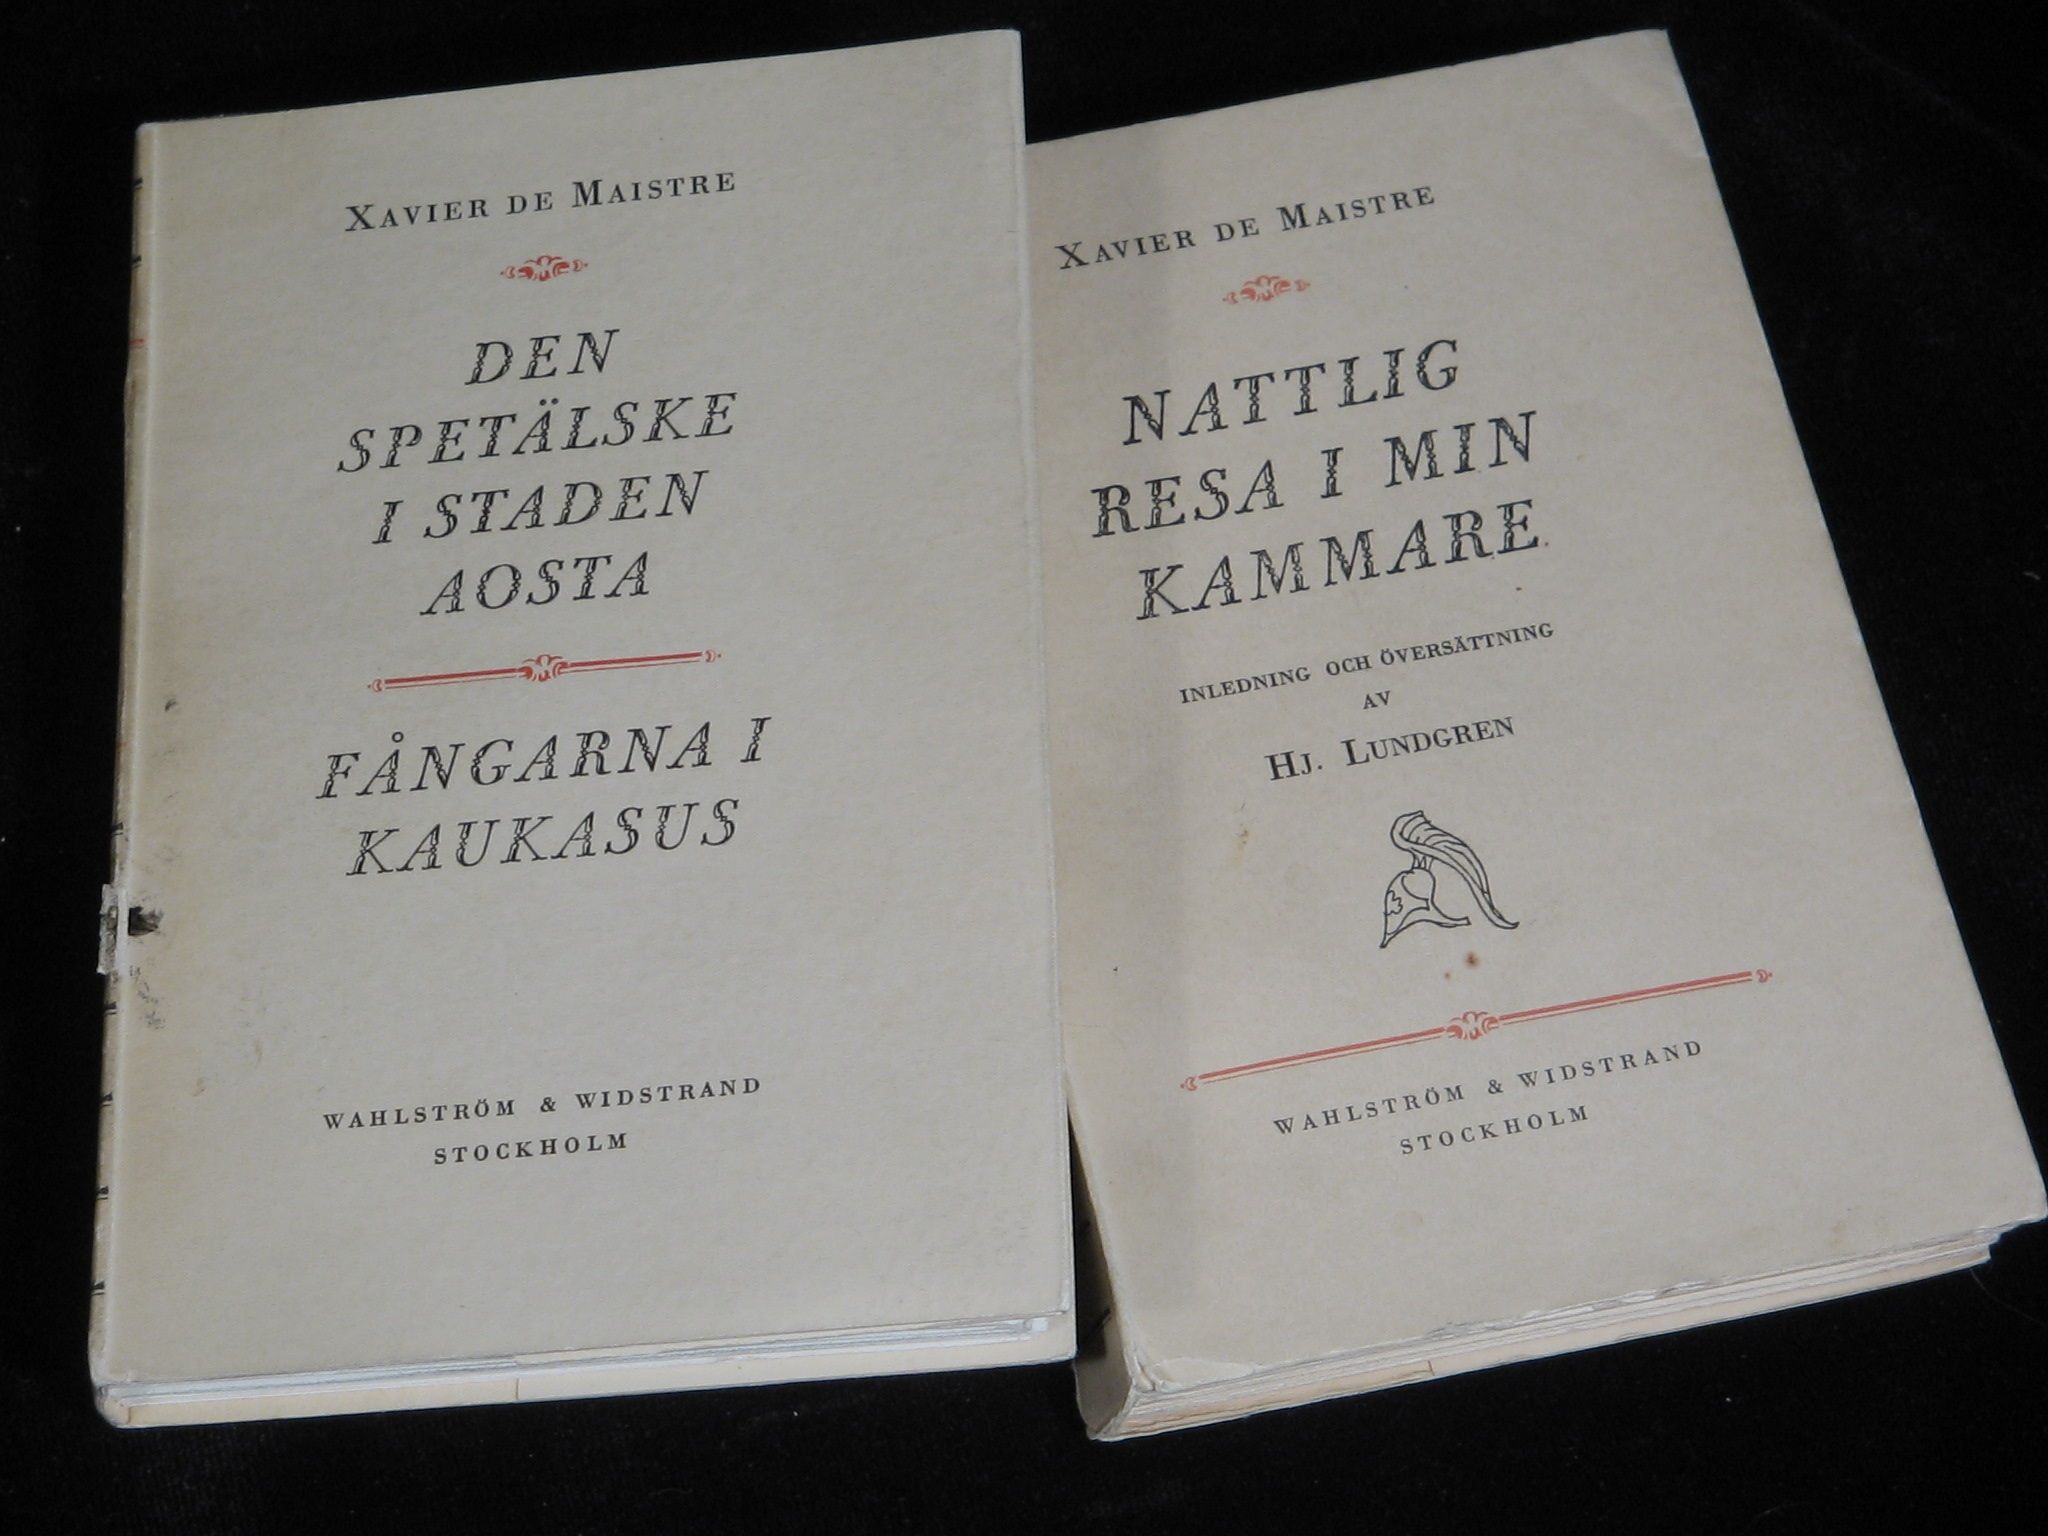 XAVIER DE MAISTRE
DEN
SPETÄLSKE
I STADEN
AOSTA
FÅNGARNA I
KAUKASUS
WAHLSTRÖM & WIDSTRAND
STOCKHOLM
XAVIER DE MAISTRE
NATTLIG
RESA I MIN
KAMMARE
INLEDNING OCH ÖVERSÄTTNING
AV
HJ. LUNDGREN
WAHLSTRÖM & WIDSTRAND
STOCKHOLM